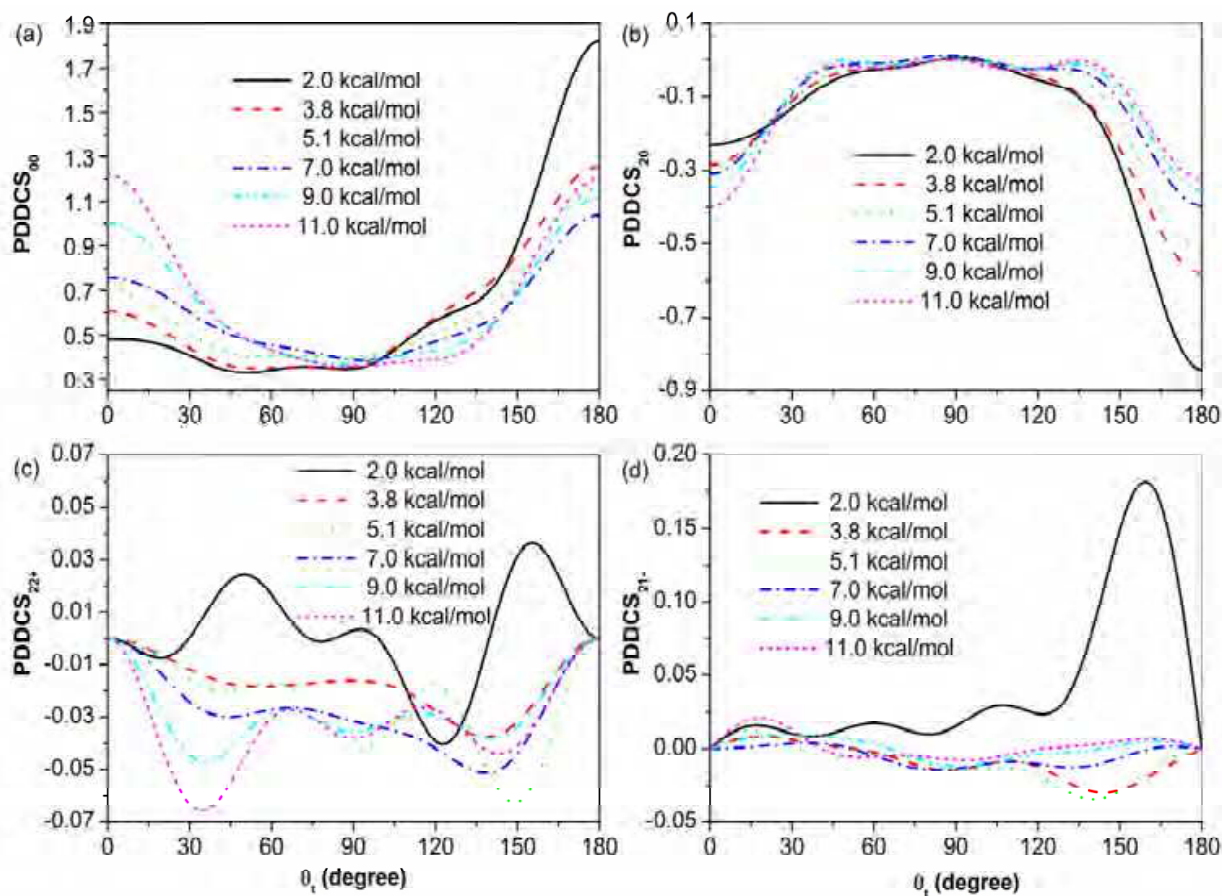 (a)
PDDCS00
1.9
1.7
1.5
1.3
1.1
0.9
0.7
0.5
0.3
2.0 kcal/mol
3.8 kcal/mol
5.1 kcal/mol
7.0 kcal/mol
9.0 kcal/mol
11.0 kcal/mol
0 30 60 90 120 150 180
(b)
PDDCS20
0.1
-0.1
-0.3
-0.5
-0.7
-0.9
2.0 kcal/mol
3.8 kcal/mol
5.1 kcal/mol
7.0 kcal/mol
9.0 kcal/mol
11.0 kcal/mol
0 30 60 90 120 150 180
(c)
PDDCS22+
0.07
0.05
0.03
0.01
-0.01
-0.03
-0.05
-0.07
2.0 kcal/mol
3.8 kcal/mol
5.1 kcal/mol
7.0 kcal/mol
9.0 kcal/mol
11.0 kcal/mol
0 30 60 90 120 150 180
θt (degree)
(d)
PDDCS21-
0.20
0.15
0.10
0.05
0.00
-0.05
2.0 kcal/mol
3.8 kcal/mol
5.1 kcal/mol
7.0 kcal/mol
9.0 kcal/mol
11.0 kcal/mol
0 30 60 90 120 150 180
θt (degree)